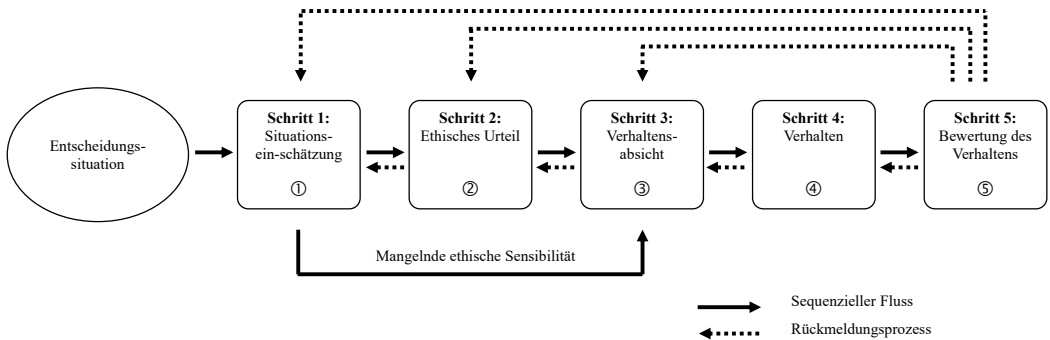 Entscheidungs-
situation
Schritt 1:
Situations-
ein-schätzung
①
Schritt 2:
Ethisches Urteil
②
Schritt 3:
Verhaltens-
absicht
③
Schritt 4:
Verhalten
④
Schritt 5:
Bewertung des
Verhaltens
⑤
Mangelnde ethische Sensibilität
Sequenzieller Fluss
Rückmeldungsprozess